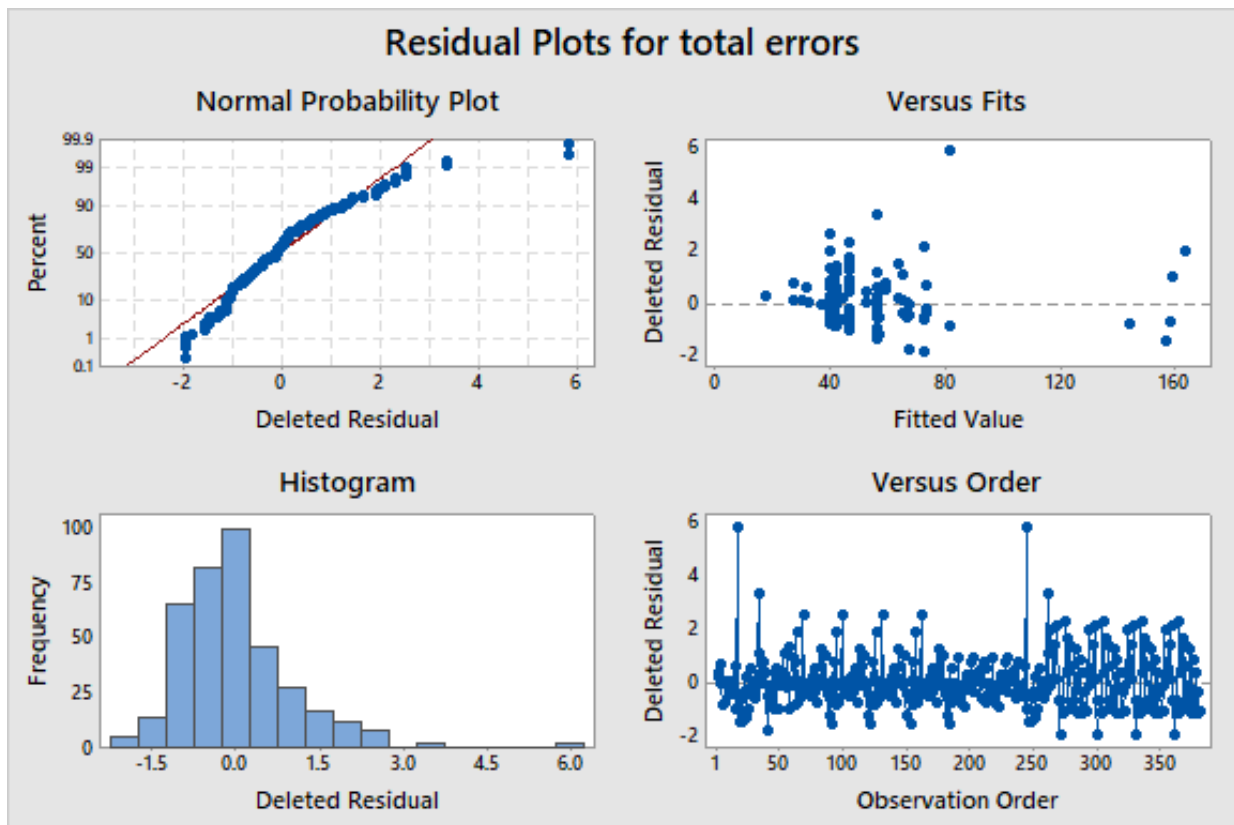 Residual Plots for total errors
Normal Probability Plot
99.9
99
90
50
10
1
0.1
Percent
-2 0 2 4 6
Deleted Residual
Versus Fits
6
4
2
0
-2
Deleted Residual
0 40 80 120 160
Fitted Value
Histogram
100
75
50
25
0
Frequency
-1.5 0.0 1.5 3.0 4.5 6.0
Deleted Residual
Versus Order
6
4
2
0
-2
Deleted Residual
1 50 100 150 200 250 300 350
Observation Order